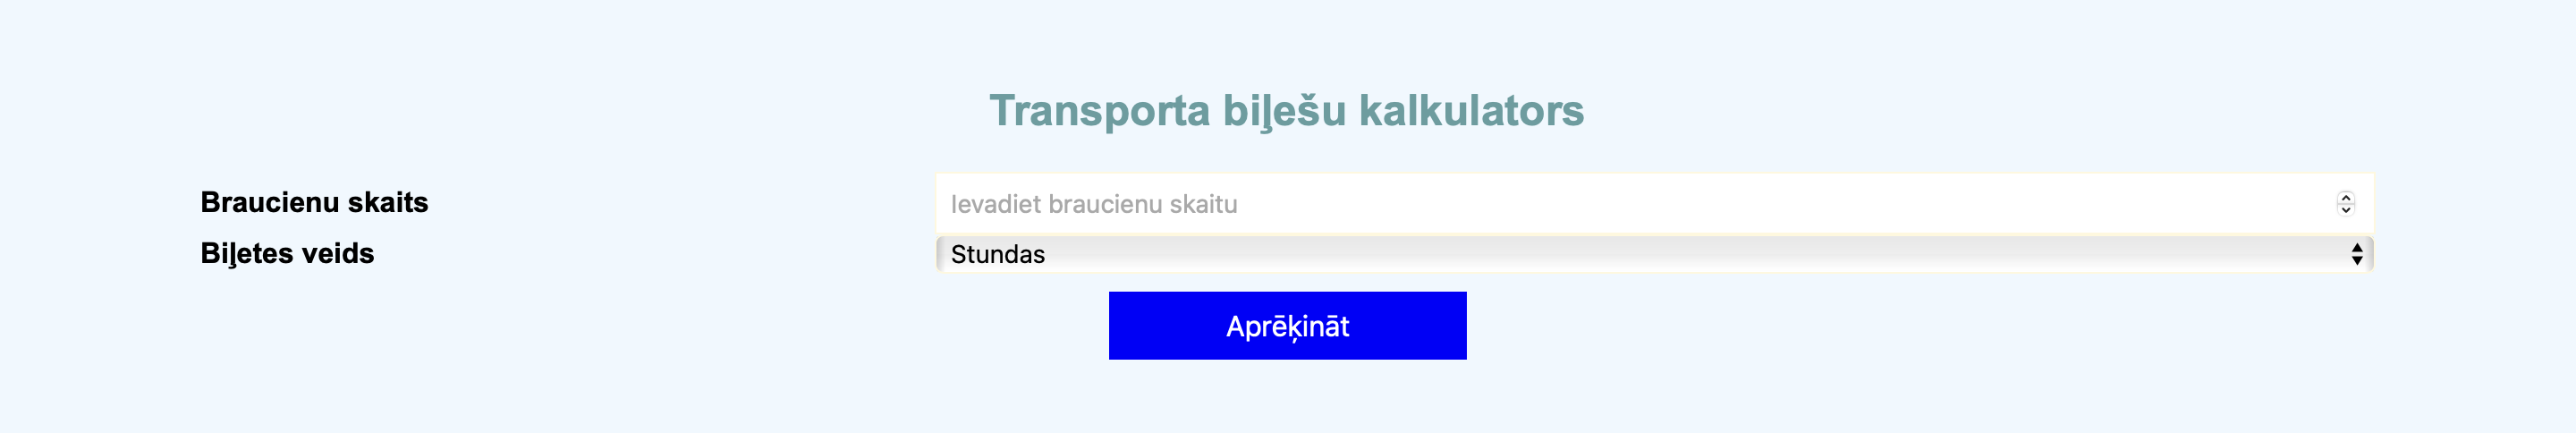 Transporta biļešu kalkulators
Braucienu skaits
Ievadiet braucienu skaitu
Biļetes veids
Stundas
Aprēķināt